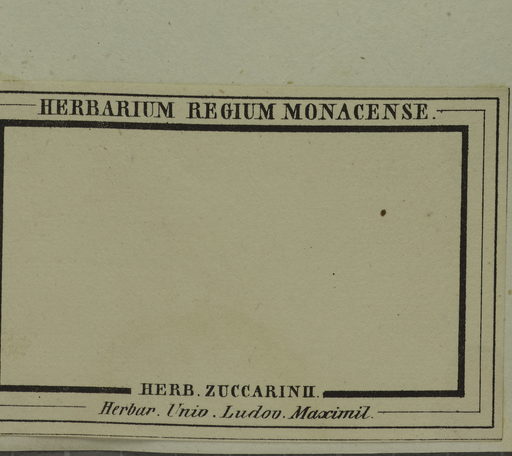 HERBARIUM REGIUM MONACENSE.
HERB. ZUCCARINII.
Herbar. Univ. Ludov. Maximil.